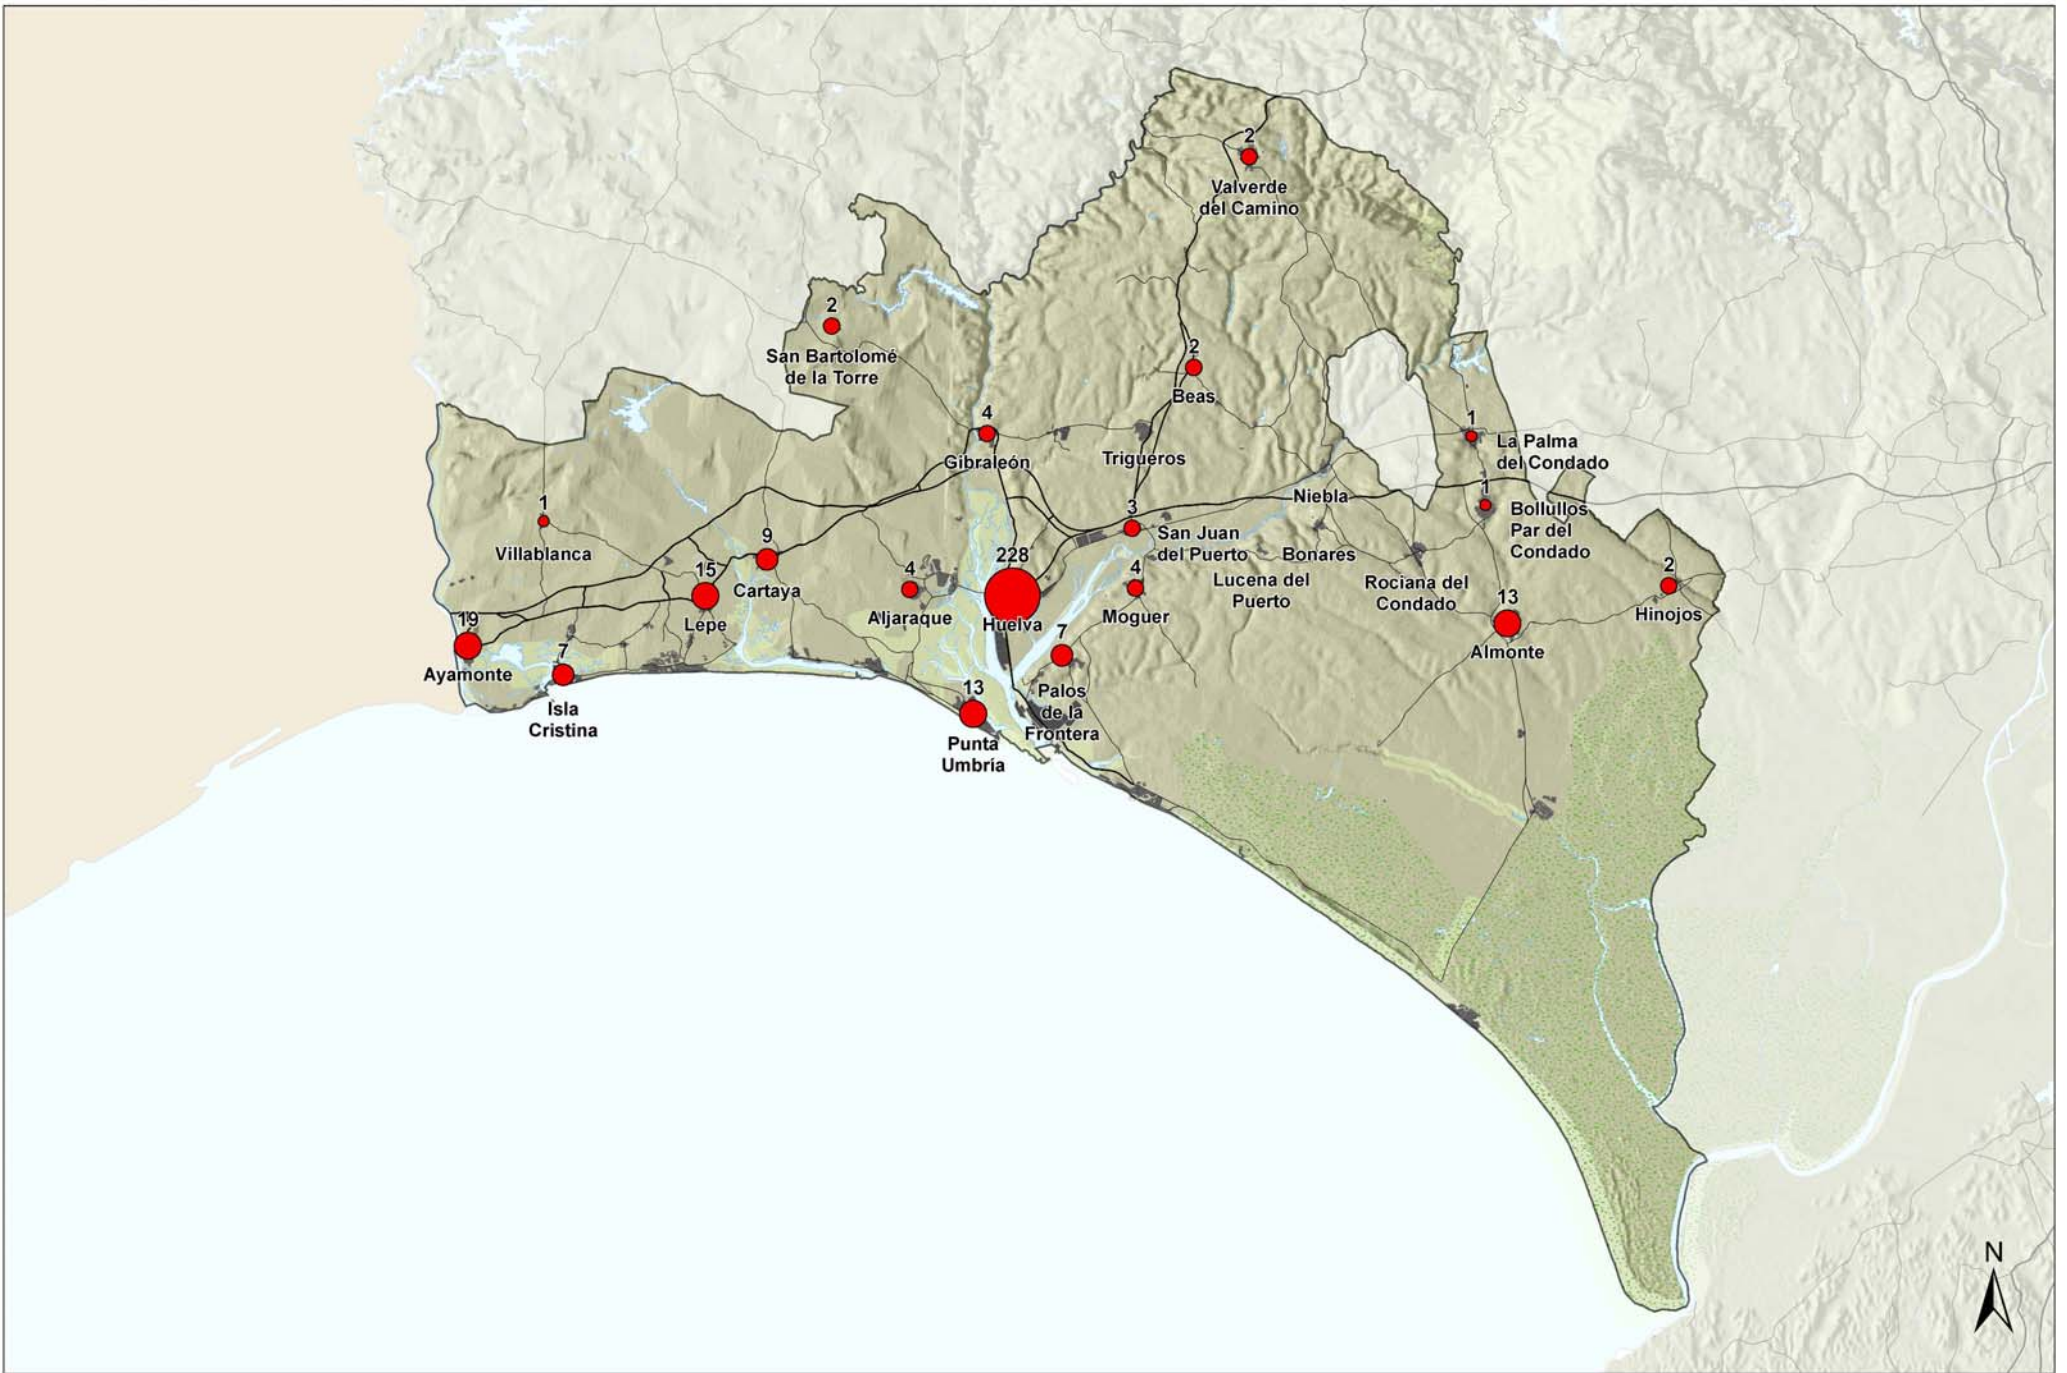 2
Valverde
del Camino
2
San Bartolomé
de la Torre
2
Beas
4
Gibraleón
Trigueros
1
La Palma
del Condado
1
Villablanca
Niebla
1
Bollullos
Par del
Condado
3
San Juan
del Puerto
9
Cartaya
15
Lepe
4
Aljaraque
228
Huelva
4
Moguer
Bonares
Lucena del
Puerto
Rociana del
Condado
2
Hinojos
13
Almonte
19
Ayamonte
7
Isla
Cristina
7
Palos
de la
Frontera
13
Punta
Umbría
N